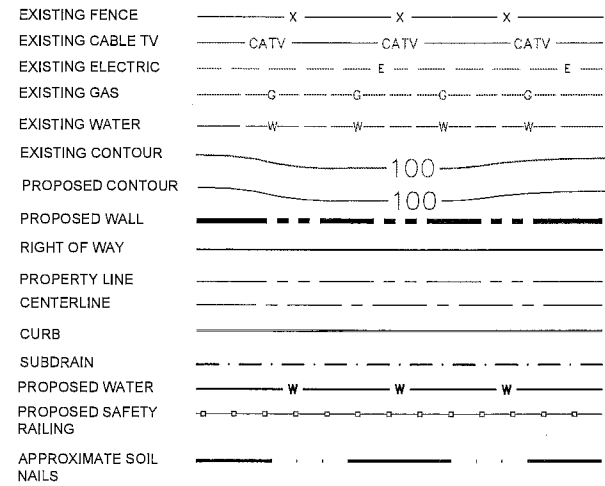 EXISTING FENCE X X X
EXISTING CABLE TV CATV CATV CATV
EXISTING ELECTRIC E E
EXISTING GAS G G G G
EXISTING WATER W W W W
EXISTING CONTOUR 100
PROPOSED CONTOUR 100
PROPOSED WALL
RIGHT OF WAY
PROPERTY LINE
CENTERLINE
CURB
SUBDRAIN
PROPOSED WATER W W W
PROPOSED SAFETY
RAILING
APPROXIMATE SOIL
NAILS